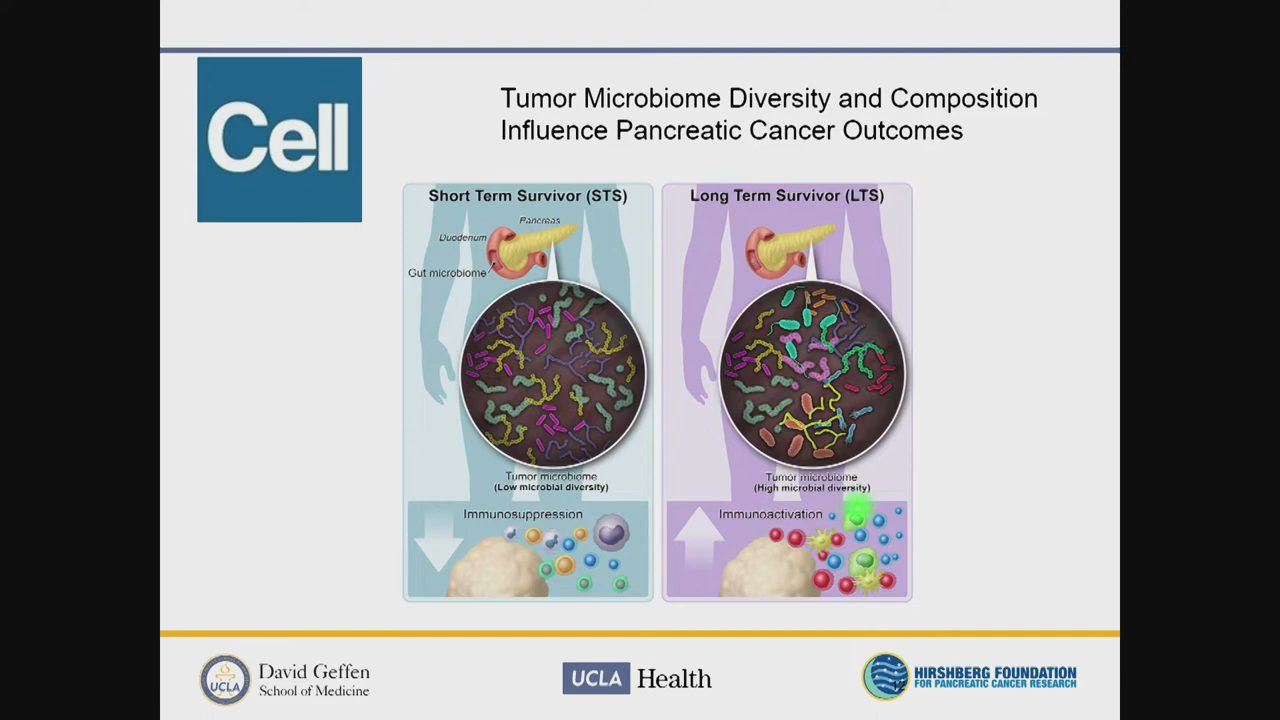 Cell
Tumor Microbiome Diversity and Composition
Influence Pancreatic Cancer Outcomes
Short Term Survivor (STS)
Pancreas
Duodenum
Gut microbiome
Tumor microbiome
(Low microbial diversity)
Immunosuppression
Long Term Survivor (LTS)
Tumor microbiome
(High microbial diversity)
Immunoactivation
UCLA
David Geffen
School of Medicine
UCLA Health
HIRSHBERG FOUNDATION
FOR PANCREATIC CANCER RESEARCH